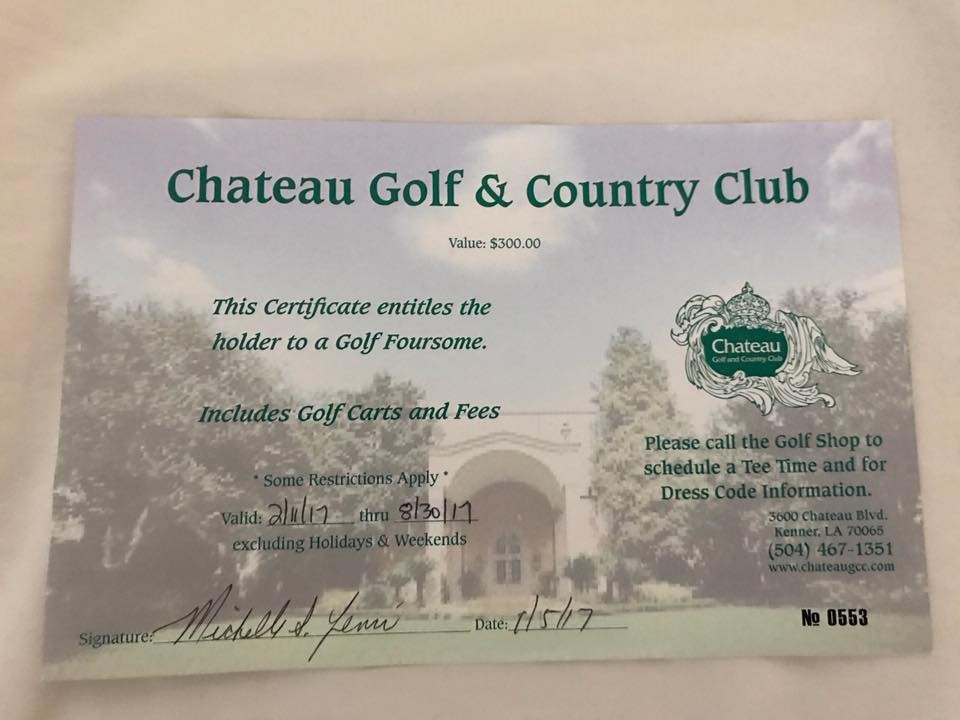 Chateau Golf & Country Club
Value: $300.00
This Certificate entitles the
holder to a Golf Foursome.
Includes Golf Carts and Fees
* Some Restrictions Apply *
Valid: 2/11/17 thru 8/30/17
excluding Holidays & Weekends
Chateau
Golf and Country Club
Please call the Golf Shop to
schedule a Tee Time and for
Dress Code Information.
3600 Chateau Blvd.
Kenner, LA 70065
(504) 467-1351
www.chateaugcc.com
Signature: Michelle S. Yenni Date: 1/5/17
№ 0553